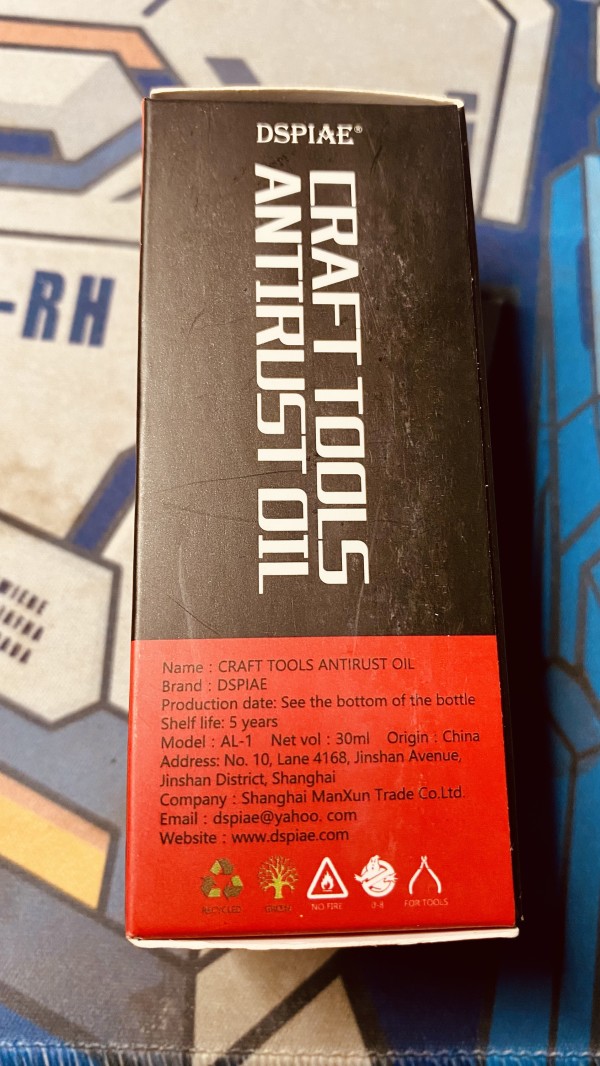 DSPIAE®
CRAFT TOOLS
ANTIRUST OIL
-RH
Name : CRAFT TOOLS ANTIRUST OIL
Brand : DSPIAE
Production date: See the bottom of the bottle
Shelf life: 5 years
Model : AL-1 Net vol : 30ml Origin : China
Address: No. 10, Lane 4168, Jinshan Avenue,
Jinshan District, Shanghai
Company : Shanghai ManXun Trade Co.Ltd.
Email : dspiae@yahoo. com
Website : www.dspiae.com
RECYCLED
GREEN
NO FIRE
0-8
FOR TOOLS